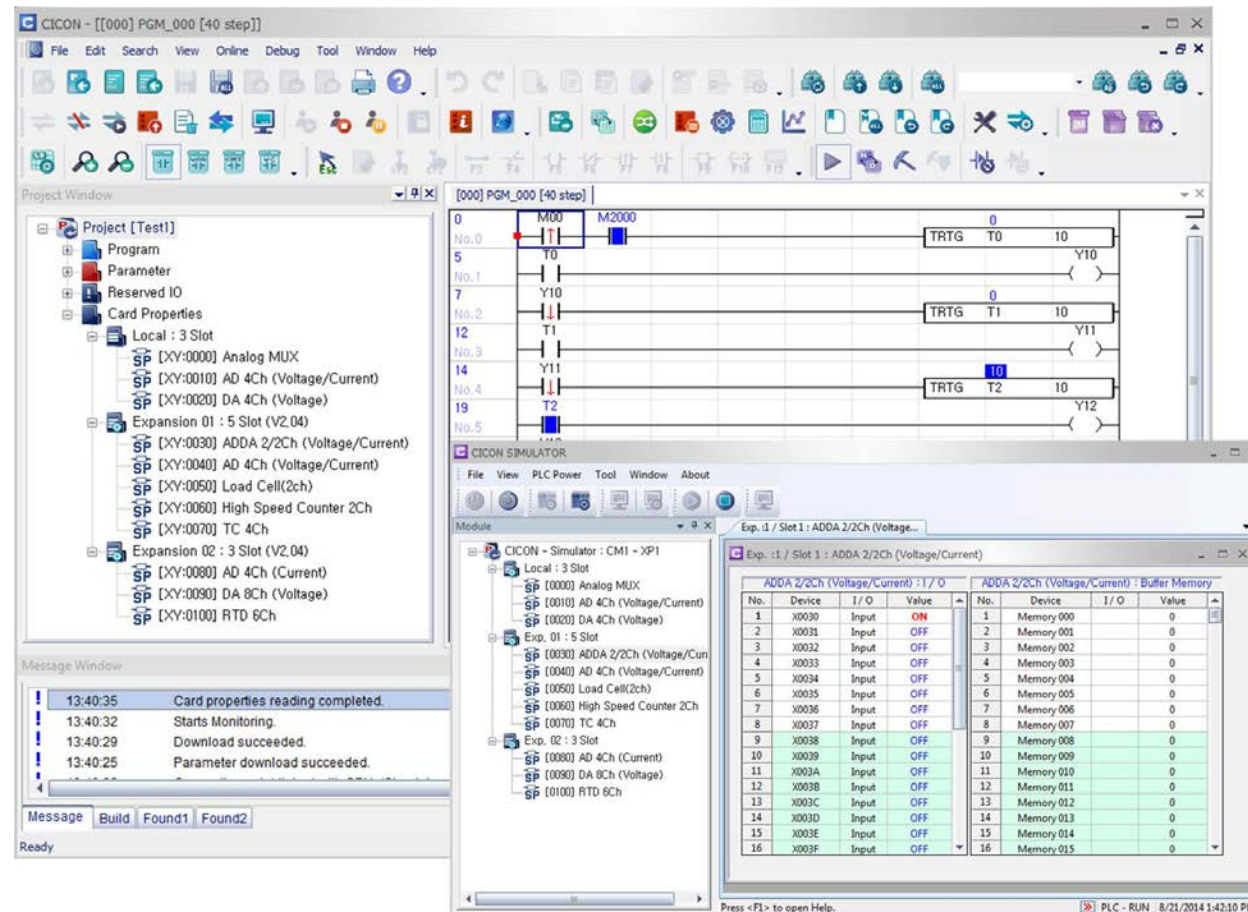 CICON - [[000] PGM_000 [40 step]]
File Edit Search View Online Debug Tool Window Help
Project Window
Project [Test1]
Program
Parameter
Reserved IO
Card Properties
Local : 3 Slot
[XY:0000] Analog MUX
[XY:0010] AD 4Ch (Voltage/Current)
[XY:0020] DA 4Ch (Voltage)
Expansion 01 : 5 Slot (V2,04)
[XY:0030] ADDA 2/2Ch (Voltage/Current)
[XY:0040] AD 4Ch (Voltage/Current)
[XY:0050] Load Cell(2ch)
[XY:0060] High Speed Counter 2Ch
[XY:0070] TC 4Ch
Expansion 02 : 3 Slot (V2,04)
[XY:0080] AD 4Ch (Current)
[XY:0090] DA 8Ch (Voltage)
[XY:0100] RTD 6Ch
[000] PGM_000 [40 step]
0 M00 M2000 0
No.0 TRTG T0 10
5 T0 Y10
No.1
7 Y10 0
No.2 TRTG T1 10
12 T1 Y11
No.3
14 Y11 10
No.4 TRTG T2 10
19 T2 Y12
No.5
Message Window
13:40:35 Card properties reading completed.
13:40:32 Starts Monitoring.
13:40:29 Download succeeded.
13:40:25 Parameter download succeeded.
Message Build Found1 Found2
Ready
CICON SIMULATOR
File View PLC Power Tool Window About
Module
CICON - Simulator : CM1 - XP1
Local : 3 Slot
[0000] Analog MUX
[0010] AD 4Ch (Voltage/Current)
[0020] DA 4Ch (Voltage)
Exp. 01 : 5 Slot
[0030] ADDA 2/2Ch (Voltage/Cun
[0040] AD 4Ch (Voltage/Current)
[0050] Load Cell(2ch)
[0060] High Speed Counter 2Ch
[0070] TC 4Ch
Exp. 02 : 3 Slot
[0080] AD 4Ch (Current)
[0090] DA 8Ch (Voltage)
[0100] RTD 6Ch
Exp. :1 / Slot 1 : ADDA 2/2Ch (Voltage...
Exp. :1 / Slot 1 : ADDA 2/2Ch (Voltage/Current)
ADDA 2/2Ch (Voltage/Current) : I / O ADDA 2/2Ch (Voltage/Current) : Buffer Memory
No. Device I / O Value No. Device I / O Value
1 X0030 Input ON 1 Memory 000 0
2 X0031 Input OFF 2 Memory 001 0
3 X0032 Input OFF 3 Memory 002 0
4 X0033 Input OFF 4 Memory 003 0
5 X0034 Input OFF 5 Memory 004 0
6 X0035 Input OFF 6 Memory 005 0
7 X0036 Input OFF 7 Memory 006 0
8 X0037 Input OFF 8 Memory 007 0
9 X0038 Input OFF 9 Memory 008 0
10 X0039 Input OFF 10 Memory 009 0
11 X003A Input OFF 11 Memory 010 0
12 X003B Input OFF 12 Memory 011 0
13 X003C Input OFF 13 Memory 012 0
14 X003D Input OFF 14 Memory 013 0
15 X003E Input OFF 15 Memory 014 0
16 X003F Input OFF 16 Memory 015 0
Press <F1> to open Help. PLC - RUN 8/21/2014 1:42:10 PM